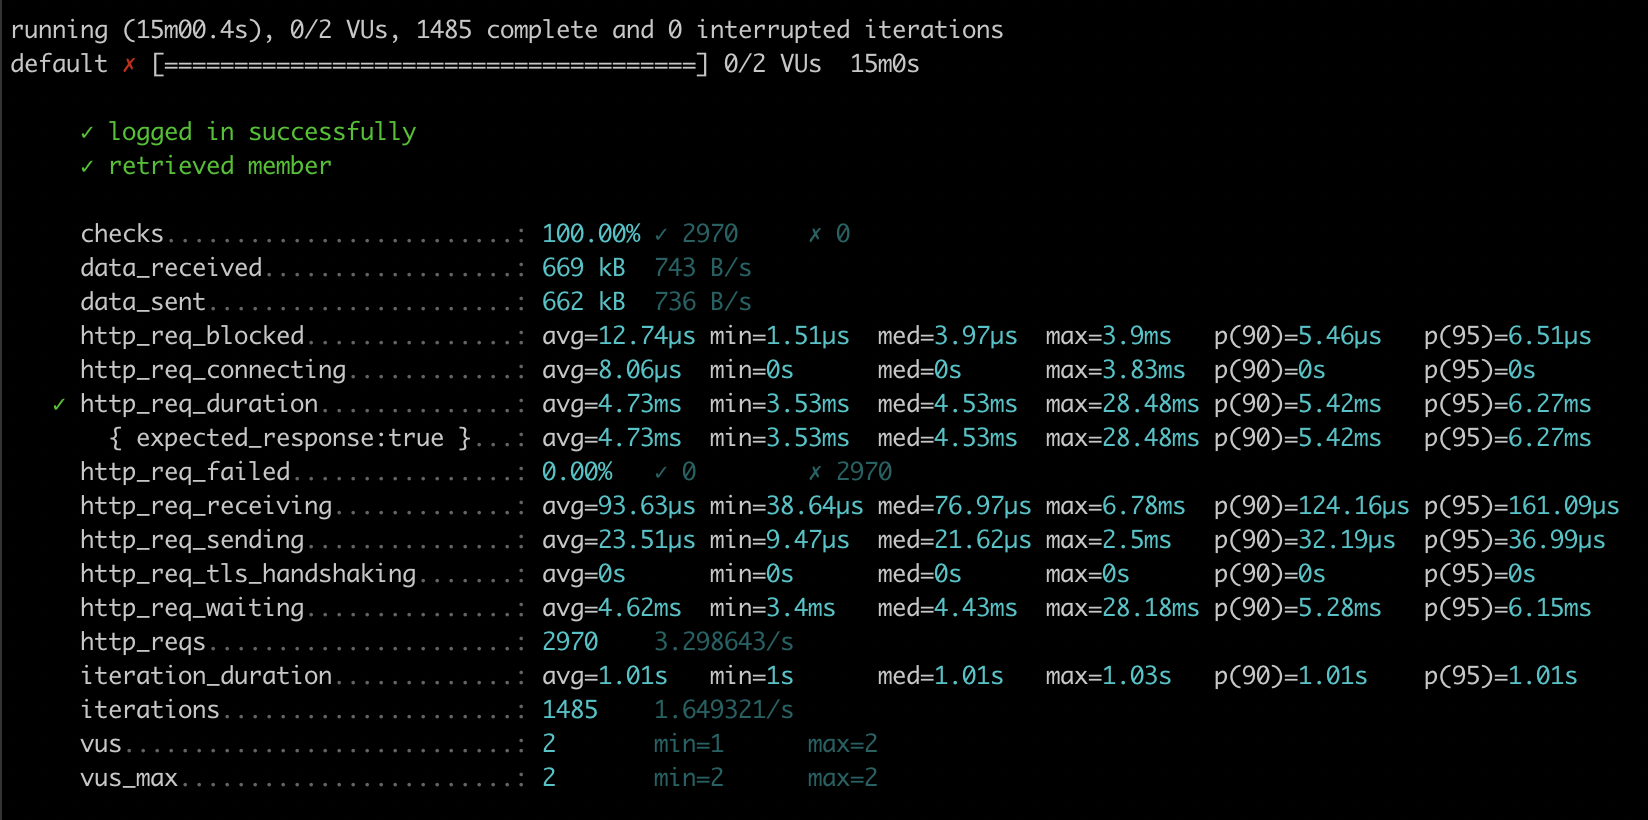 running (15m00.4s), 0/2 VUs, 1485 complete and 0 interrupted iterations
default ✗ [======================================] 0/2 VUs  15m0s
✓ logged in successfully
✓ retrieved member
checks.........................: 100.00% ✓ 2970     ✗ 0
data_received..................: 669 kB  743 B/s
data_sent......................: 662 kB  736 B/s
http_req_blocked...............: avg=12.74µs min=1.51µs  med=3.97µs  max=3.9ms   p(90)=5.46µs   p(95)=6.51µs
http_req_connecting............: avg=8.06µs  min=0s      med=0s      max=3.83ms  p(90)=0s       p(95)=0s
✓ http_req_duration..............: avg=4.73ms  min=3.53ms  med=4.53ms  max=28.48ms p(90)=5.42ms   p(95)=6.27ms
{ expected_response:true }...: avg=4.73ms  min=3.53ms  med=4.53ms  max=28.48ms p(90)=5.42ms   p(95)=6.27ms
http_req_failed................: 0.00%   ✓ 0        ✗ 2970
http_req_receiving.............: avg=93.63µs min=38.64µs med=76.97µs max=6.78ms  p(90)=124.16µs p(95)=161.09µs
http_req_sending...............: avg=23.51µs min=9.47µs  med=21.62µs max=2.5ms   p(90)=32.19µs  p(95)=36.99µs
http_req_tls_handshaking.......: avg=0s      min=0s      med=0s      max=0s      p(90)=0s       p(95)=0s
http_req_waiting...............: avg=4.62ms  min=3.4ms   med=4.43ms  max=28.18ms p(90)=5.28ms   p(95)=6.15ms
http_reqs......................: 2970    3.298643/s
iteration_duration.............: avg=1.01s   min=1s      med=1.01s   max=1.03s   p(90)=1.01s    p(95)=1.01s
iterations.....................: 1485    1.649321/s
vus............................: 2       min=1      max=2
vus_max........................: 2       min=2      max=2